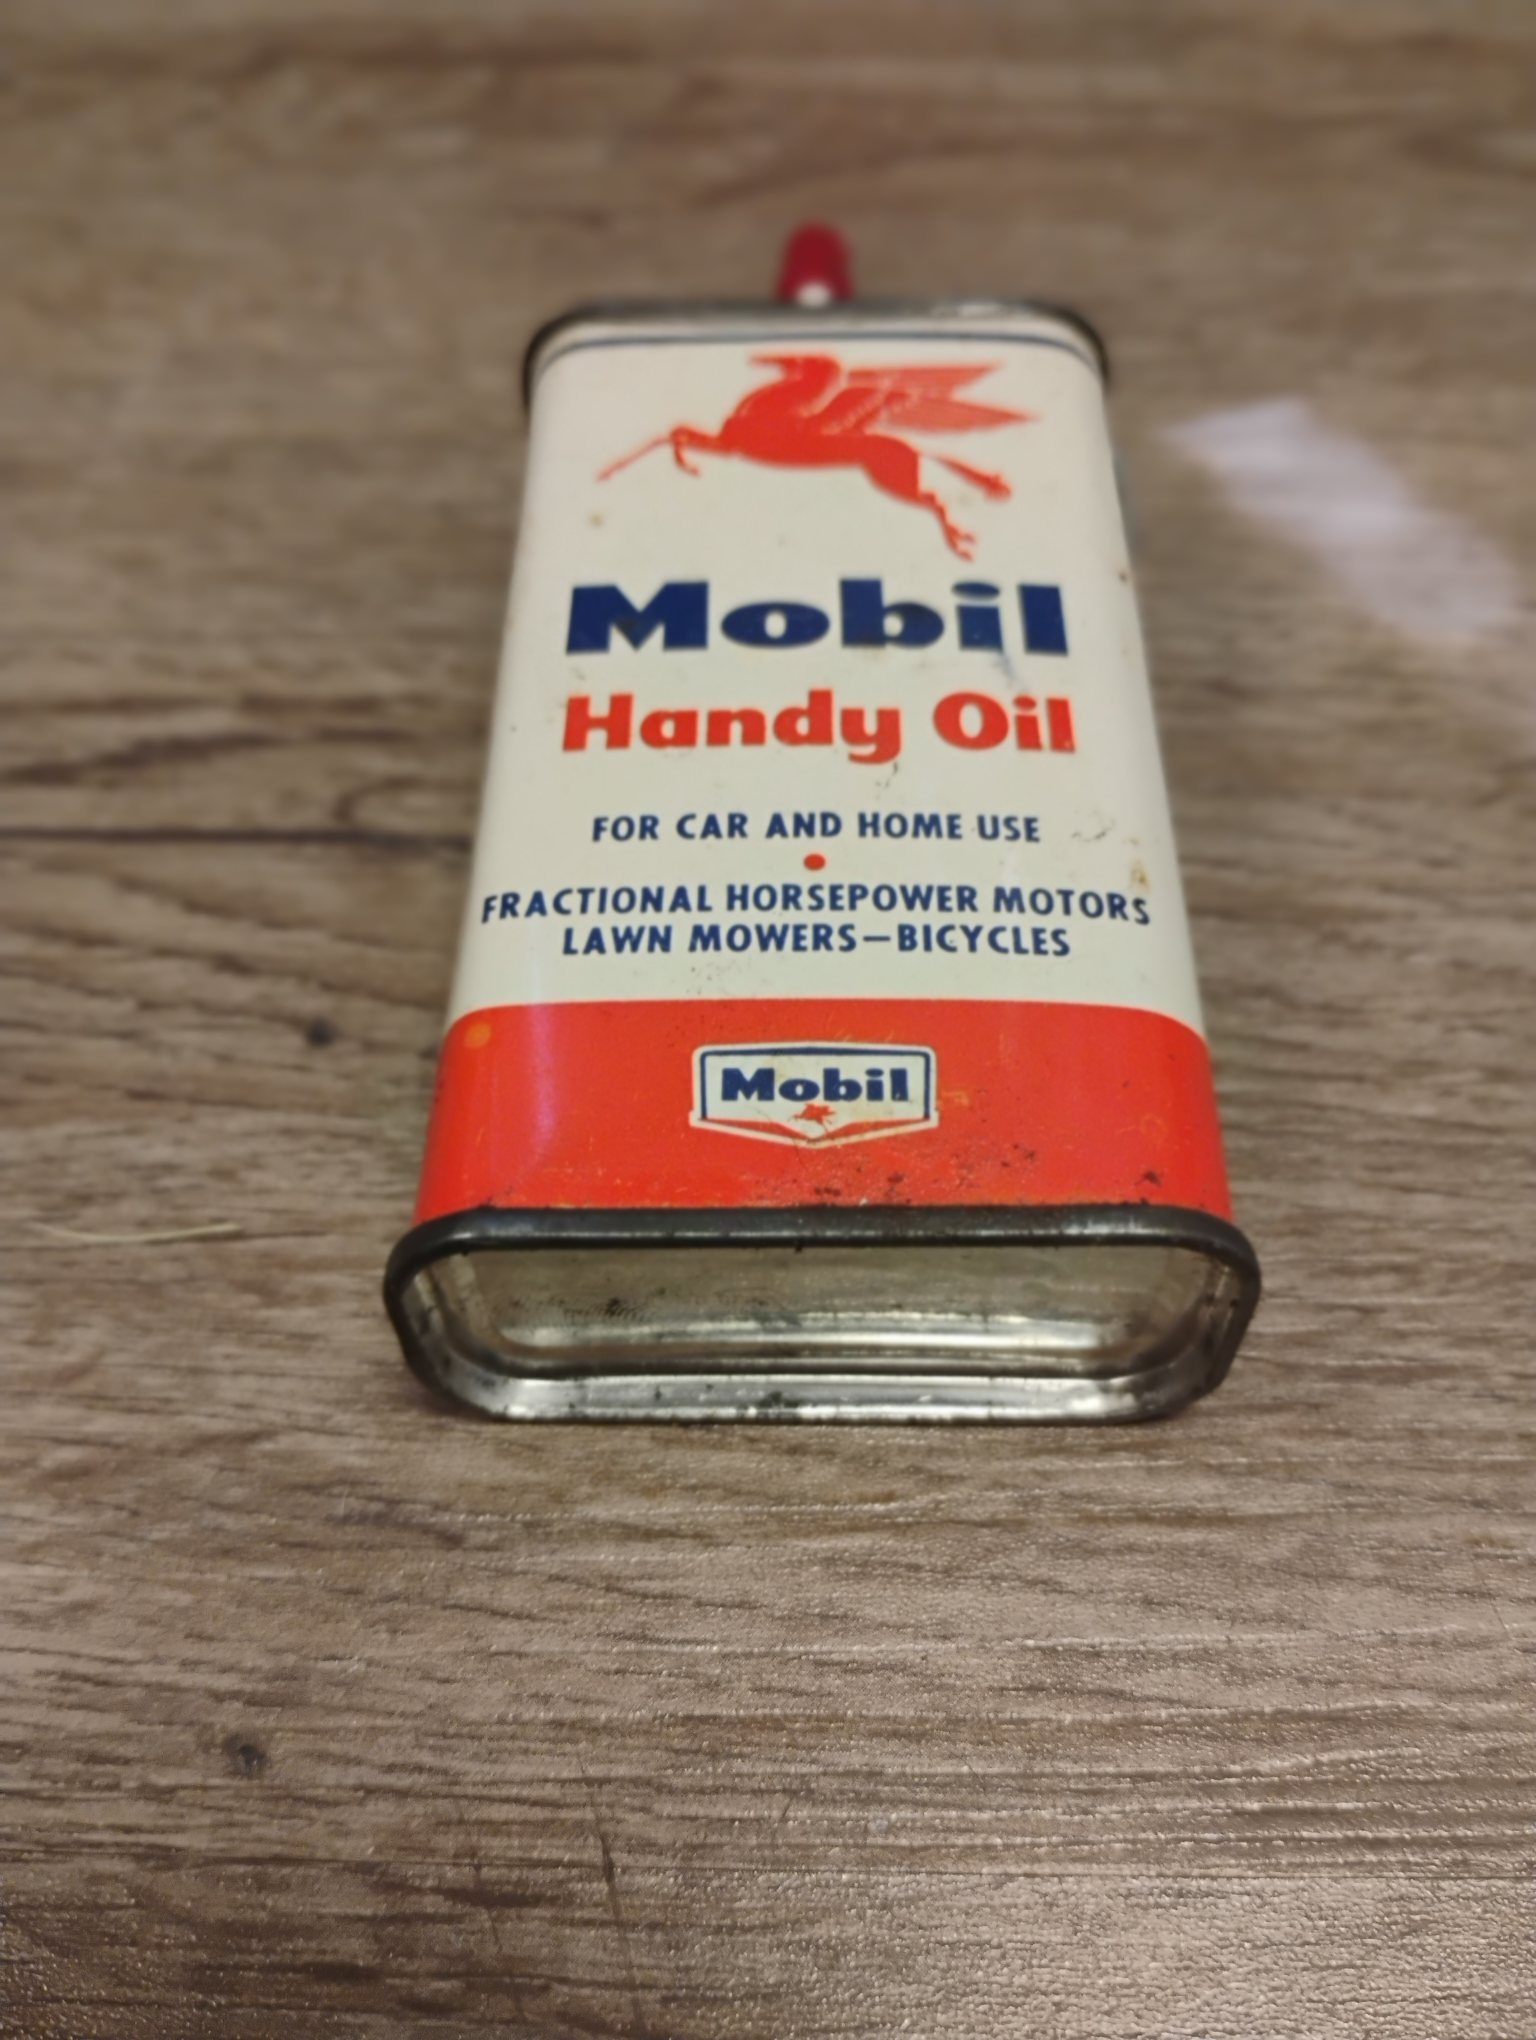 Mobil
Handy Oil
FOR CAR AND HOME USE
FRACTIONAL HORSEPOWER MOTORS
LAWN MOWERS—BICYCLES
Mobil